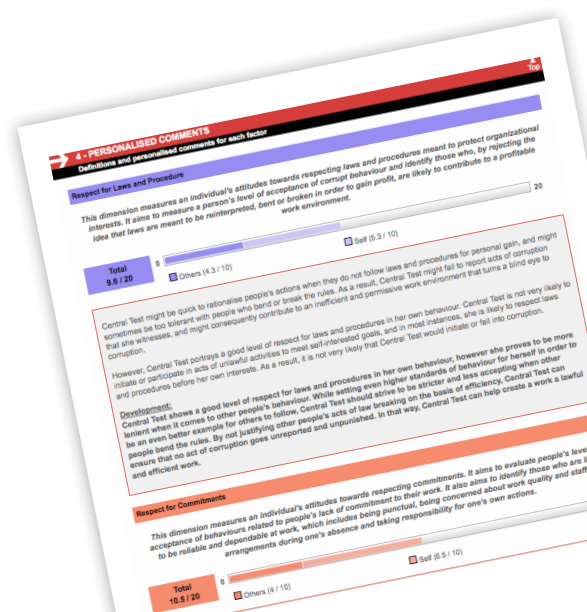 Top
4 - PERSONALISED COMMENTS
Definitions and personalised comments for each factor
Respect for Laws and Procedure
This dimension measures an individual's attitudes towards respecting laws and procedures meant to protect organizational
interests. It aims to measure a person's level of acceptance of corrupt behaviour and identify those who, by rejecting the
idea that laws are meant to be reinterpreted, bent or broken in order to gain profit, are likely to contribute to a profitable
work environment.
Total
9.6 / 20
0
20
Others (4.3 / 10)
Self (5.3 / 10)
Central Test might be quick to rationalise people's actions when they do not follow laws and procedures for personal gain, and might
sometimes be too tolerant with people who bend or break the rules. As a result, Central Test might fail to report acts of corruption
that she witnesses, and might consequently contribute to an inefficient and permissive work environment that turns a blind eye to
corruption.
However, Central Test portrays a good level of respect for laws and procedures in her own behaviour. Central Test is not very likely to
initiate or participate in acts of unlawful activities to meet self-interested goals, and in most instances, she is likely to respect laws
and procedures before her own interests. As a result, it is not very likely that Central Test would initiate or fall into corruption.
Development:
Central Test shows a good level of respect for laws and procedures in her own behaviour, however she proves to be more
lenient when it comes to other people's behaviour. While setting even higher standards of behaviour for herself in order to
be an even better example for others to follow, Central Test should strive to be stricter and less accepting when other
people bend the rules. By not justifying other people's acts of law breaking on the basis of efficiency, Central Test can
ensure that no act of corruption goes unreported and unpunished. In that way, Central Test can help create a work a lawful
and efficient work.
Respect for Commitments
This dimension measures an individual's attitudes towards respecting commitments. It aims to evaluate people's leve
acceptance of behaviours related to people's lack of commitment to their work. It also aims to identify those who are li
to be reliable and dependable at work, which includes being punctual, being concerned about work quality and staff
arrangements during one's absence and taking responsibility for one's own actions.
Total
10.5 / 20
0
Others (4 / 10)
Self (6.5 / 10)